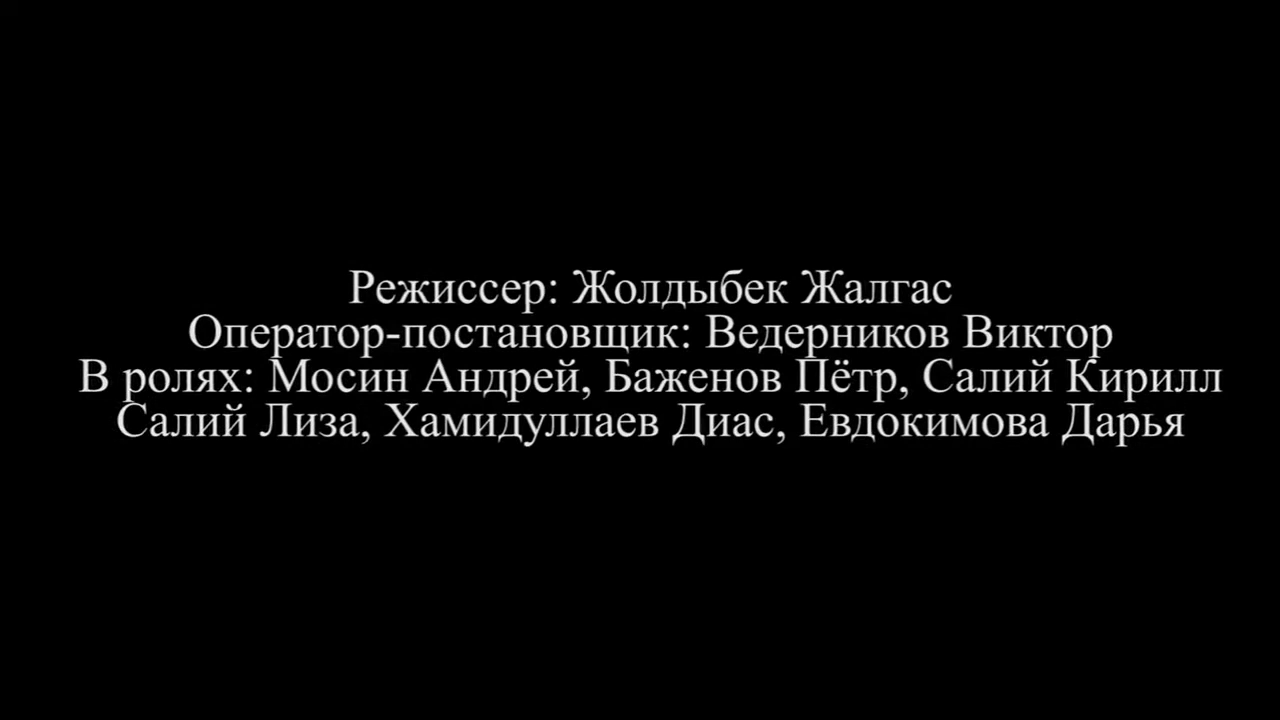 Режиссер: Жолдыбек Жалгас
Оператор-постановщик: Ведерников Виктор
В ролях: Мосин Андрей, Баженов Пётр, Салий Кирилл
Салий Лиза, Хамидуллаев Диас, Евдокимова Дарья